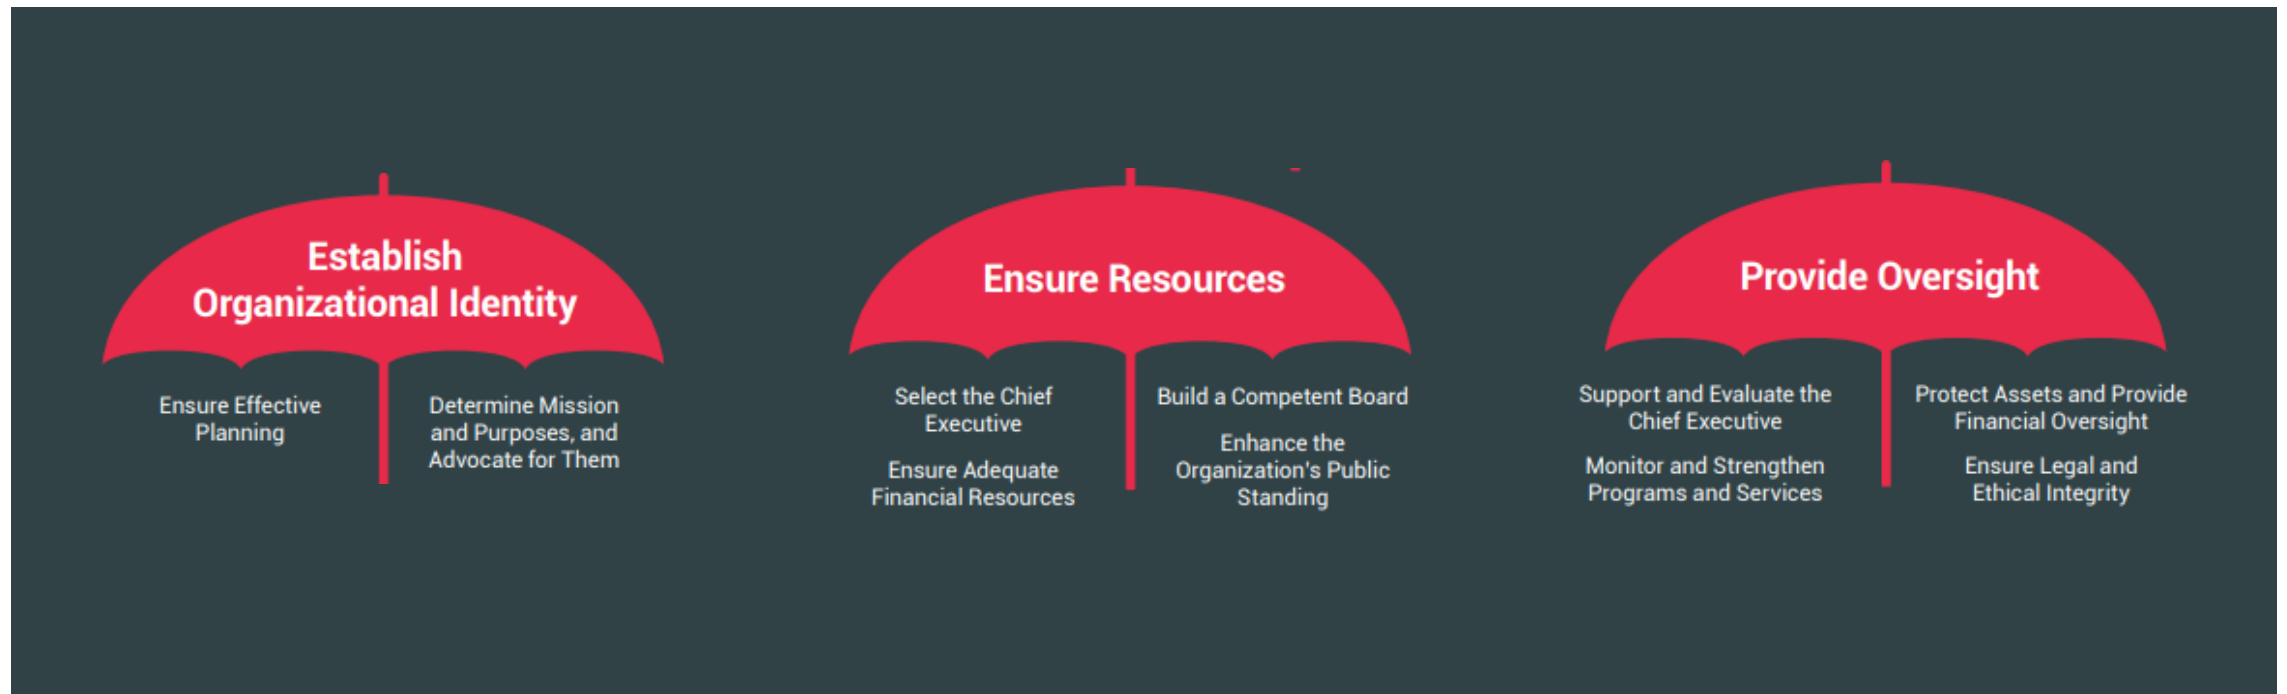 Establish
Organizational Identity
Ensure Effective
Planning
Determine Mission
and Purposes, and
Advocate for Them
Ensure Resources
Select the Chief
Executive
Ensure Adequate
Financial Resources
Build a Competent Board
Enhance the
Organization's Public
Standing
Provide Oversight
Support and Evaluate the
Chief Executive
Monitor and Strengthen
Programs and Services
Protect Assets and Provide
Financial Oversight
Ensure Legal and
Ethical Integrity